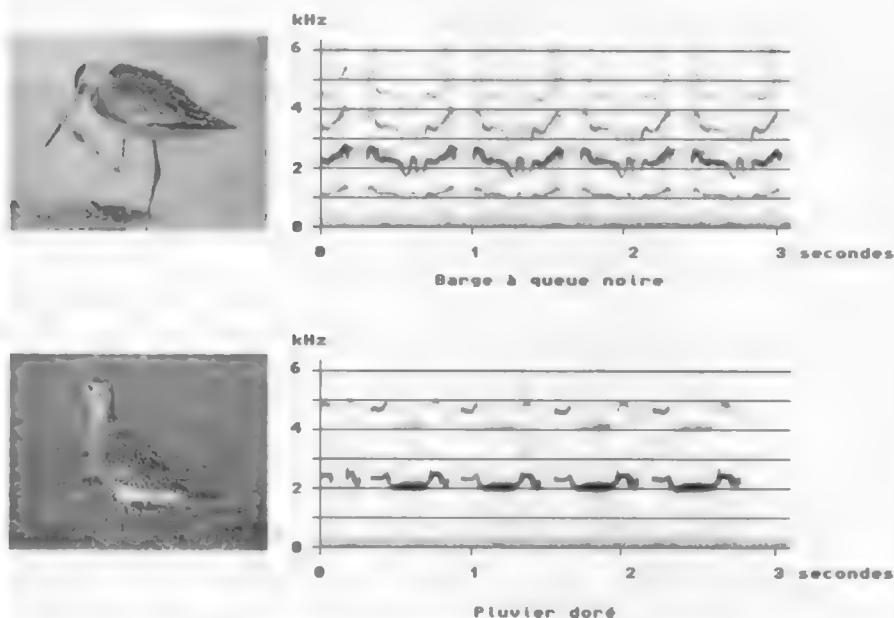 kHz
6
4
2
0
0 1 2 3 secondes
Barge à queue noire
kHz
6
4
2
0
0 1 2 3 secondes
Pluvier doré